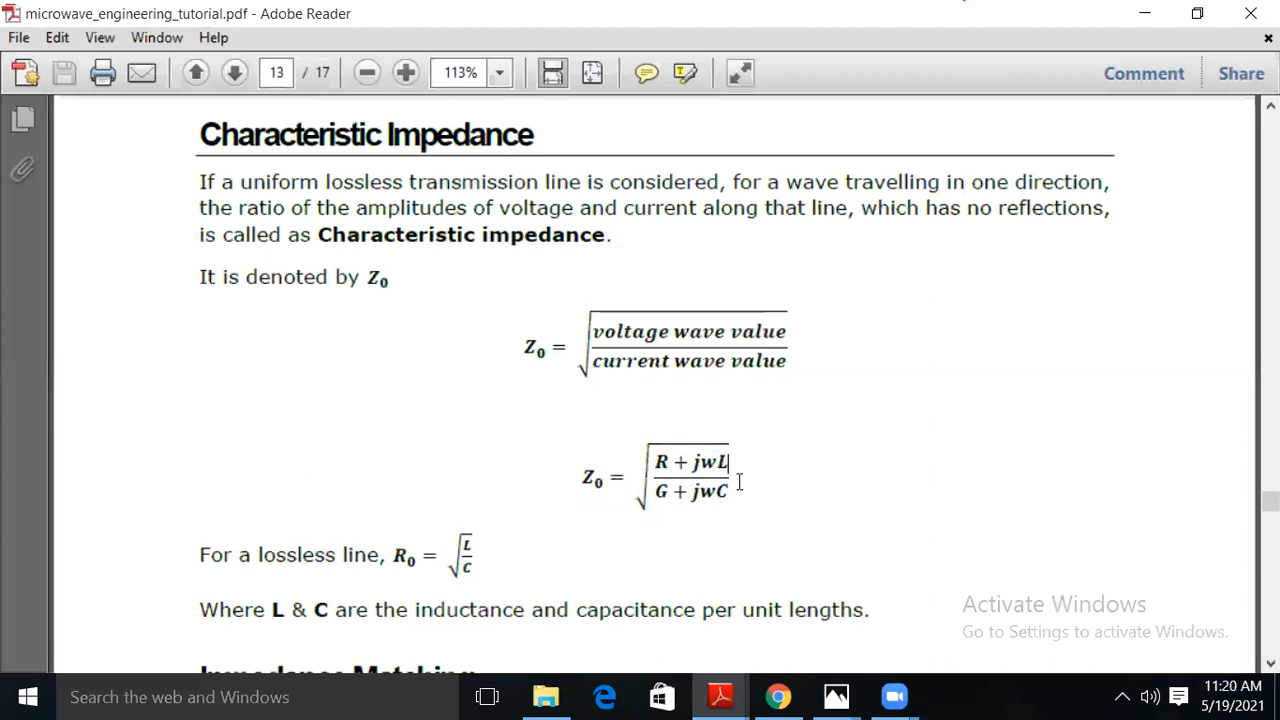 microwave_engineering_tutorial.pdf - Adobe Reader
File Edit View Window Help
13 / 17 113% Comment Share
Characteristic Impedance
If a uniform lossless transmission line is considered, for a wave travelling in one direction,
the ratio of the amplitudes of voltage and current along that line, which has no reflections,
is called as Characteristic impedance.
It is denoted by Z₀
Z₀ = √(voltage wave value / current wave value)
Z₀ = √(R + jwL / G + jwC)
For a lossless line, R₀ = √(L/C)
Where L & C are the inductance and capacitance per unit lengths.
Activate Windows
Go to Settings to activate Windows.
Impedance Matching
Search the web and Windows
11:20 AM
5/19/2021